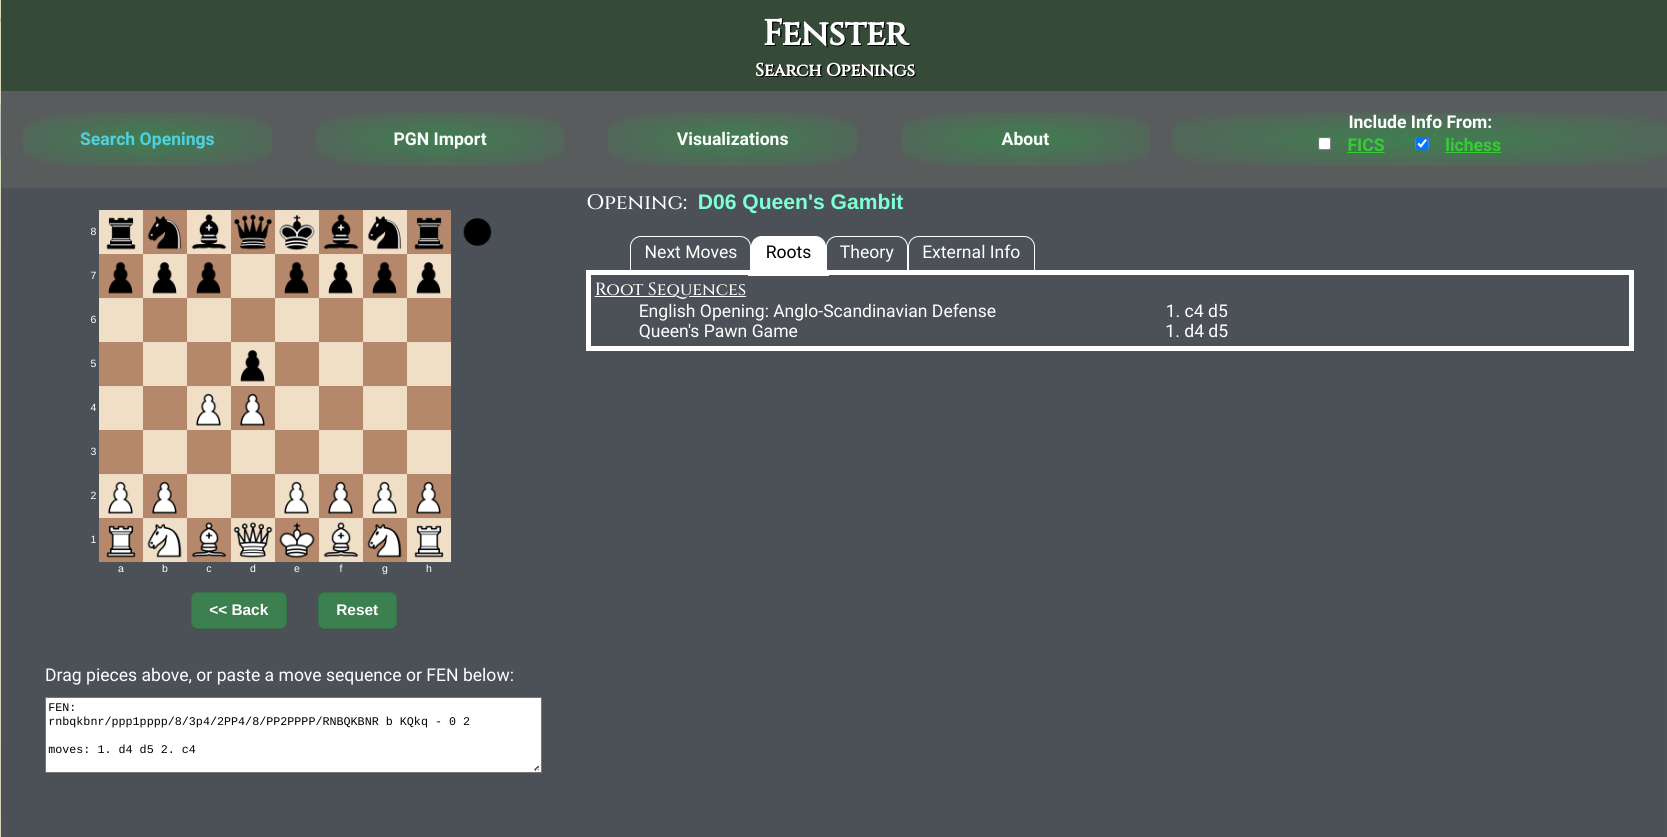 Fenster
Search Openings
Search Openings
PGN Import
Visualizations
About
Include Info From:
FICS lichess
Opening: D06 Queen's Gambit
Next Moves Roots Theory External Info
Root Sequences
English Opening: Anglo-Scandinavian Defense 1. c4 d5
Queen's Pawn Game 1. d4 d5
8
7
6
5
4
3
2
1
a b c d e f g h
<< Back Reset
Drag pieces above, or paste a move sequence or FEN below:
FEN:
rnbqkbnr/ppp1pppp/8/3p4/2PP4/8/PP2PPPP/RNBQKBNR b KQkq - 0 2
moves: 1. d4 d5 2. c4